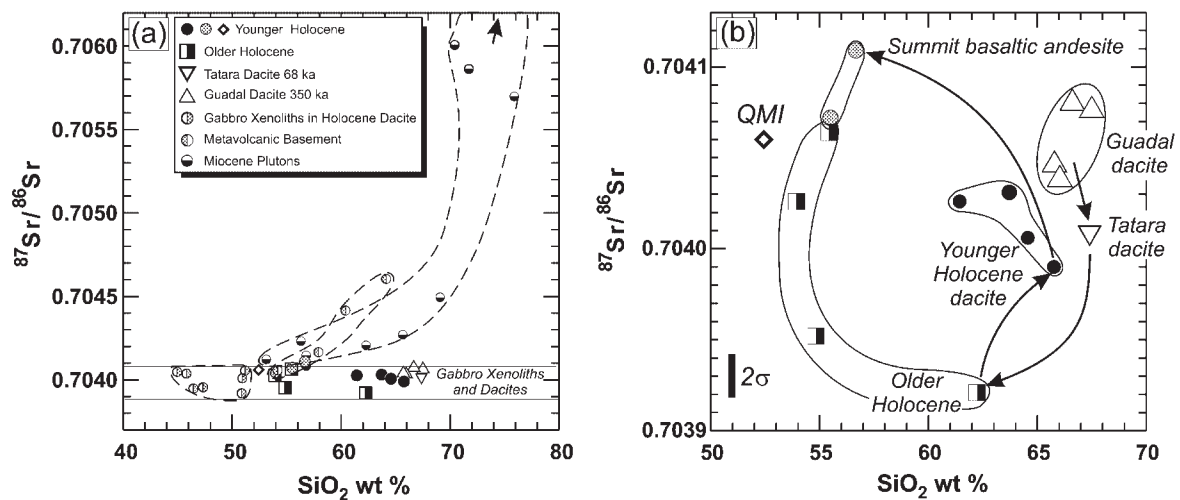 (a)
Younger Holocene
Older Holocene
Tatara Dacite 68 ka
Guadal Dacite 350 ka
Gabbro Xenoliths in Holocene Dacite
Metavolcanic Basement
Miocene Plutons
0.7060
0.7055
0.7050
0.7045
0.7040
87Sr/86Sr
Gabbro Xenoliths
and Dacites
40
50
60
70
80
SiO2 wt %
(b)
Summit basaltic andesite
0.7041
0.7040
0.7039
87Sr/86Sr
QMI
Guadal
dacite
Tatara
dacite
Younger
Holocene
dacite
Older
Holocene
2σ
50
55
60
65
70
SiO2 wt %